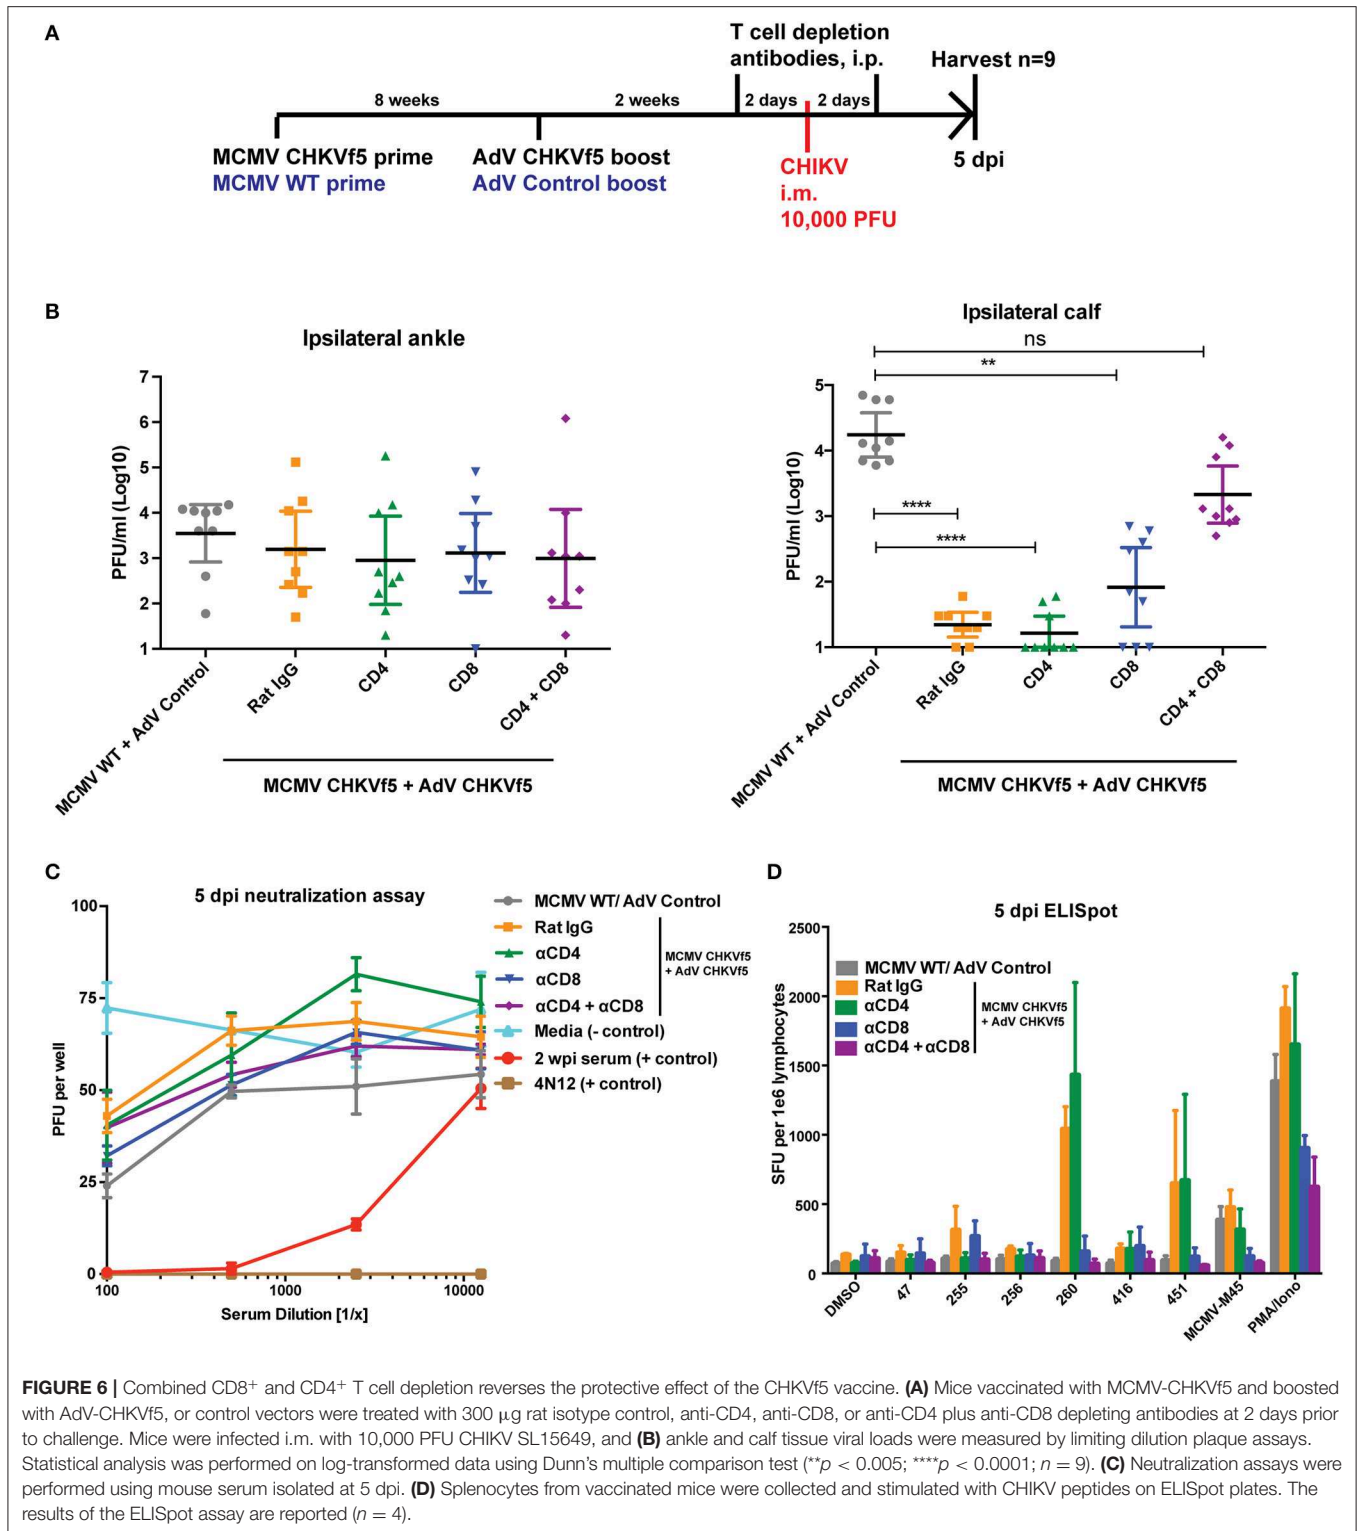 A
T cell depletion
antibodies, i.p.
Harvest n=9
8 weeks
2 weeks
2 days
2 days
MCMV CHKVf5 prime
MCMV WT prime
AdV CHKVf5 boost
AdV Control boost
CHIKV
i.m.
10,000 PFU
5 dpi
B
Ipsilateral ankle
PFU/ml (Log10)
7
6
5
4
3
2
1
MCMV WT + AdV Control
Rat IgG
CD4
CD8
CD4 + CD8
MCMV CHKVf5 + AdV CHKVf5
Ipsilateral calf
ns
**
****
****
PFU/ml (Log10)
5
4
3
2
1
MCMV WT + AdV Control
Rat IgG
CD4
CD8
CD4 + CD8
MCMV CHKVf5 + AdV CHKVf5
C
5 dpi neutralization assay
PFU per well
100
75
50
25
0
100
1000
10000
Serum Dilution [1/x]
MCMV WT/ AdV Control
Rat IgG
αCD4
αCD8
αCD4 + αCD8
MCMV CHKVf5
+ AdV CHKVf5
Media (- control)
2 wpi serum (+ control)
4N12 (+ control)
D
5 dpi ELISpot
SFU per 1e6 lymphocytes
2500
2000
1500
1000
500
0
MCMV WT/ AdV Control
Rat IgG
αCD4
αCD8
αCD4 + αCD8
MCMV CHKVf5
+ AdV CHKVf5
DMSO
47
255
256
260
416
451
MCMV-M45
PMA/Iono
FIGURE 6 | Combined CD8+ and CD4+ T cell depletion reverses the protective effect of the CHKVf5 vaccine. (A) Mice vaccinated with MCMV-CHKVf5 and boosted
with AdV-CHKVf5, or control vectors were treated with 300 μg rat isotype control, anti-CD4, anti-CD8, or anti-CD4 plus anti-CD8 depleting antibodies at 2 days prior
to challenge. Mice were infected i.m. with 10,000 PFU CHIKV SL15649, and (B) ankle and calf tissue viral loads were measured by limiting dilution plaque assays.
Statistical analysis was performed on log-transformed data using Dunn's multiple comparison test (**p < 0.005; ****p < 0.0001; n = 9). (C) Neutralization assays were
performed using mouse serum isolated at 5 dpi. (D) Splenocytes from vaccinated mice were collected and stimulated with CHIKV peptides on ELISpot plates. The
results of the ELISpot assay are reported (n = 4).